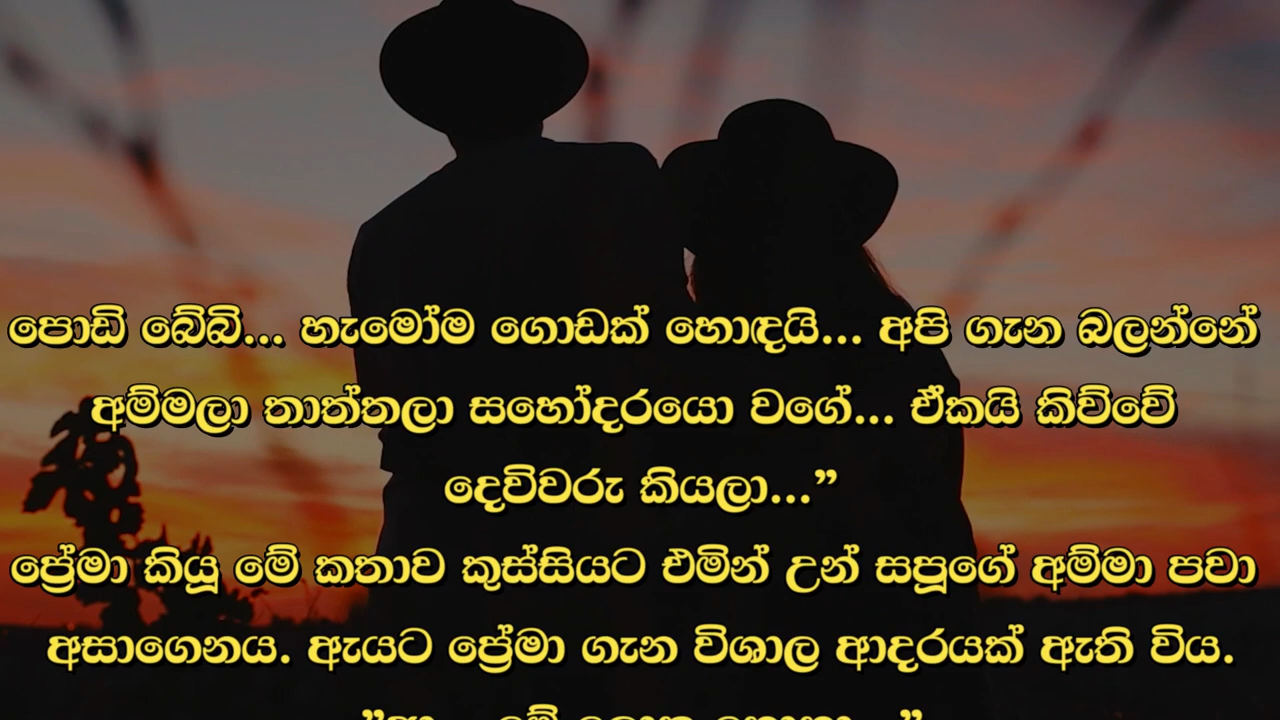 පොඩි බේබි... හැමෝම ගොඩක් හොඳයි... අපි ගැන බලන්නේ
අම්මලා තාත්තලා සහෝදරයො වගේ... ඒකයි කිව්වේ
දෙවිවරු කියලා...”
ප්‍රේමා කියූ මේ කතාව කුස්සියට එමින් උන් සපූගේ අම්මා පවා
අසාගෙනය. ඇයට ප්‍රේමා ගැන විශාල ආදරයක් ඇති විය.